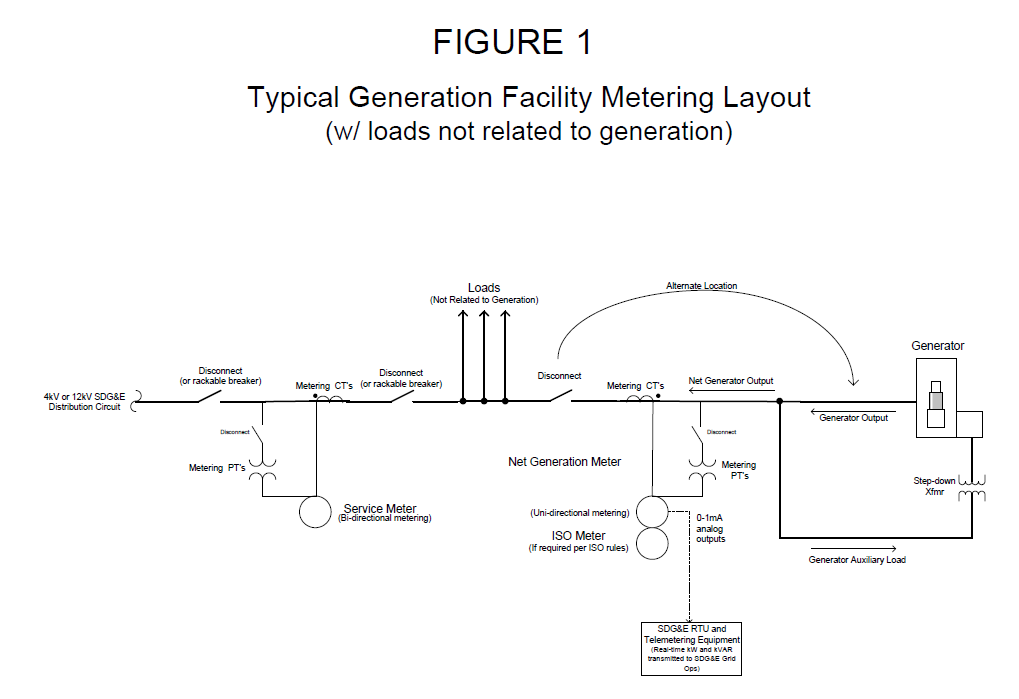 FIGURE 1
Typical Generation Facility Metering Layout
(w/ loads not related to generation)
Loads
(Not Related to Generation)
Alternate Location
Generator
Disconnect
(or rackable breaker)
Metering CT's
Disconnect
(or rackable breaker)
Disconnect
Metering CT's
Net Generator Output
4kV or 12kV SDG&E
Distribution Circuit
Generator Output
Disconnect
Disconnect
Metering PT's
Net Generation Meter
Metering
PT's
Step-down
Xfmr
Service Meter
(Bi-directional metering)
(Uni-directional metering)
0-1mA
analog
outputs
ISO Meter
(If required per ISO rules)
Generator Auxiliary Load
SDG&E RTU and
Telemetering Equipment
(Real-time kW and kVAR
transmitted to SDG&E Grid
Ops)